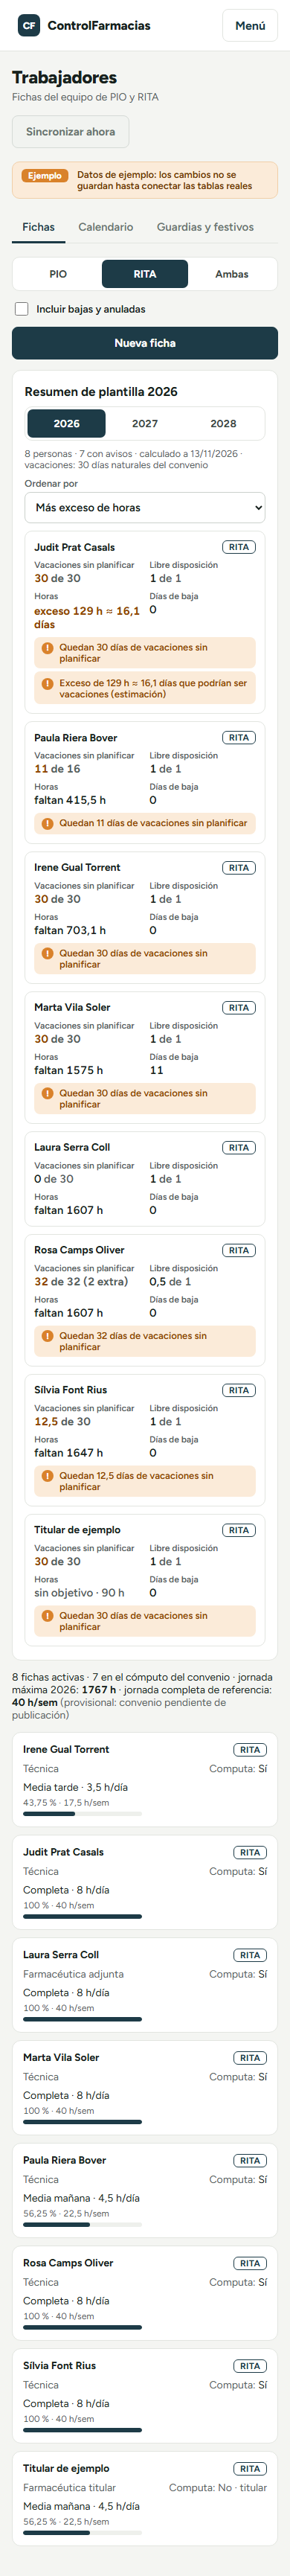 CF ControlFarmacias Menú
Trabajadores
Fichas del equipo de PIO y RITA
Sincronizar ahora
Ejemplo Datos de ejemplo: los cambios no se
guardan hasta conectar las tablas reales
Fichas Calendario Guardias y festivos
PIO RITA Ambas
Incluir bajas y anuladas
Nueva ficha
Resumen de plantilla 2026
2026 2027 2028
8 personas · 7 con avisos · calculado a 13/11/2026 ·
vacaciones: 30 días naturales del convenio
Ordenar por
Más exceso de horas
Judit Prat Casals RITA
Vacaciones sin planificar Libre disposición
30 de 30 1 de 1
Horas Días de baja
exceso 129 h ≈ 16,1 0
días
! Quedan 30 días de vacaciones sin
planificar
! Exceso de 129 h ≈ 16,1 días que podrían ser
vacaciones (estimación)
Paula Riera Bover RITA
Vacaciones sin planificar Libre disposición
11 de 16 1 de 1
Horas Días de baja
faltan 415,5 h 0
! Quedan 11 días de vacaciones sin planificar
Irene Gual Torrent RITA
Vacaciones sin planificar Libre disposición
30 de 30 1 de 1
Horas Días de baja
faltan 703,1 h 0
! Quedan 30 días de vacaciones sin
planificar
Marta Vila Soler RITA
Vacaciones sin planificar Libre disposición
30 de 30 1 de 1
Horas Días de baja
faltan 1575 h 11
! Quedan 30 días de vacaciones sin
planificar
Laura Serra Coll RITA
Vacaciones sin planificar Libre disposición
0 de 30 1 de 1
Horas Días de baja
faltan 1607 h 0
Rosa Camps Oliver RITA
Vacaciones sin planificar Libre disposición
32 de 32 (2 extra) 0,5 de 1
Horas Días de baja
faltan 1607 h 0
! Quedan 32 días de vacaciones sin
planificar
Sílvia Font Rius RITA
Vacaciones sin planificar Libre disposición
12,5 de 30 1 de 1
Horas Días de baja
faltan 1647 h 0
! Quedan 12,5 días de vacaciones sin
planificar
Titular de ejemplo RITA
Vacaciones sin planificar Libre disposición
30 de 30 1 de 1
Horas Días de baja
sin objetivo · 90 h 0
! Quedan 30 días de vacaciones sin
planificar
8 fichas activas · 7 en el cómputo del convenio · jornada
máxima 2026: 1767 h · jornada completa de referencia:
40 h/sem (provisional: convenio pendiente de
publicación)
Irene Gual Torrent RITA
Técnica Computa: Sí
Media tarde · 3,5 h/día
43,75 % · 17,5 h/sem
Judit Prat Casals RITA
Técnica Computa: Sí
Completa · 8 h/día
100 % · 40 h/sem
Laura Serra Coll RITA
Farmacéutica adjunta Computa: Sí
Completa · 8 h/día
100 % · 40 h/sem
Marta Vila Soler RITA
Técnica Computa: Sí
Completa · 8 h/día
100 % · 40 h/sem
Paula Riera Bover RITA
Técnica Computa: Sí
Media mañana · 4,5 h/día
56,25 % · 22,5 h/sem
Rosa Camps Oliver RITA
Técnica Computa: Sí
Completa · 8 h/día
100 % · 40 h/sem
Sílvia Font Rius RITA
Técnica Computa: Sí
Completa · 8 h/día
100 % · 40 h/sem
Titular de ejemplo RITA
Farmacéutica titular Computa: No · titular
Media mañana · 4,5 h/día
56,25 % · 22,5 h/sem